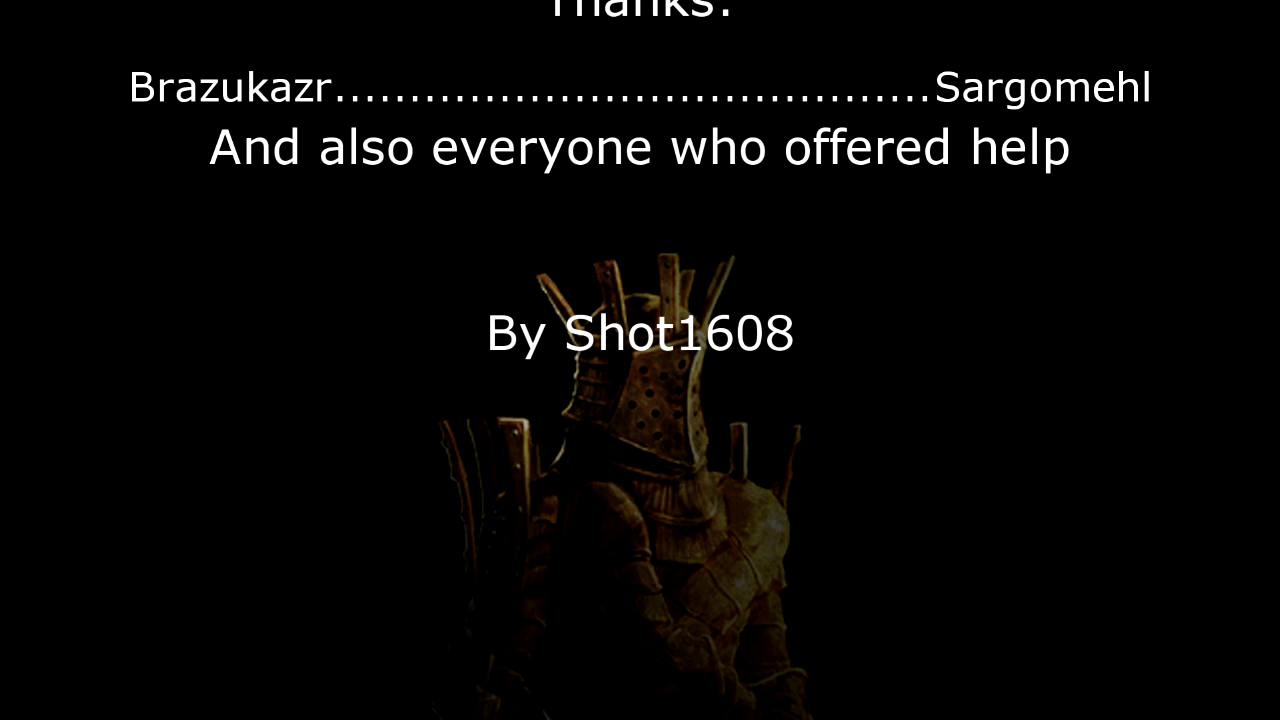 Thanks:
Brazukazr........................................Sargomehl
And also everyone who offered help
By Shot1608